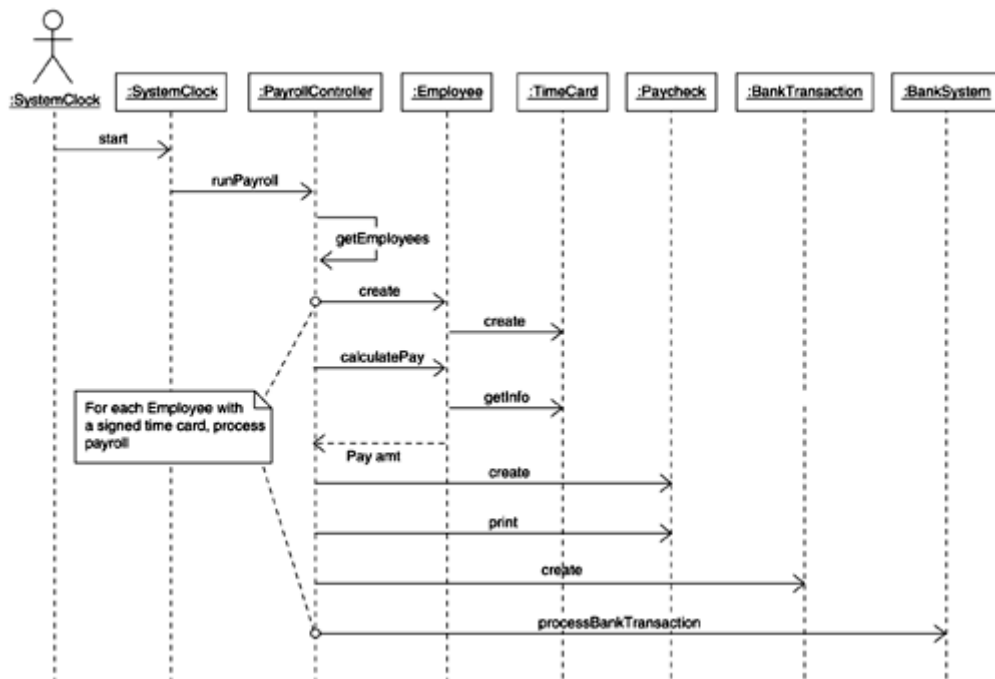 :SystemClock
:SystemClock
:PayrollController
:Employee
:TimeCard
:Paycheck
:BankTransaction
:BankSystem
start
runPayroll
getEmployees
create
create
calculatePay
getInfo
For each Employee with
a signed time card, process
payroll
Pay amt
create
print
create
processBankTransaction